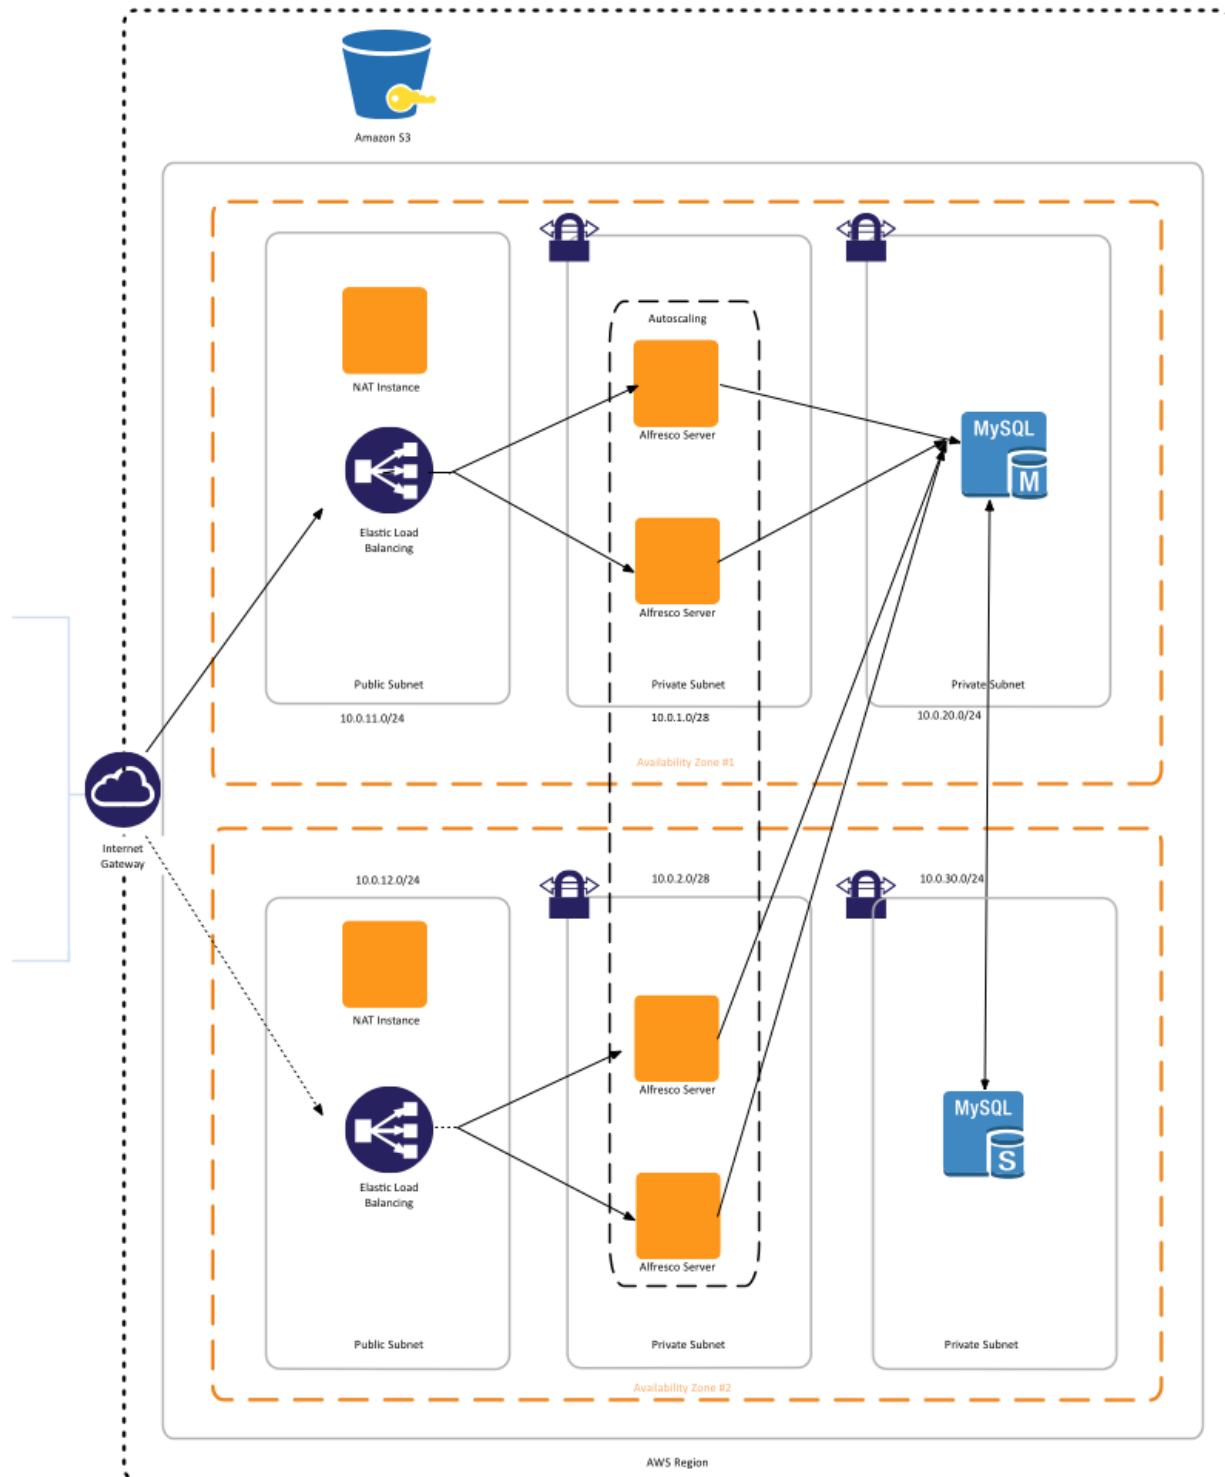 Amazon S3
Autoscaling
NAT Instance
Alfresco Server
MySQL
M
Elastic Load
Balancing
Alfresco Server
Public Subnet
Private Subnet
Private Subnet
10.0.11.0/24
10.0.1.0/28
10.0.20.0/24
Availability Zone #1
Internet
Gateway
10.0.12.0/24
10.0.2.0/28
10.0.30.0/24
NAT Instance
Alfresco Server
MySQL
S
Elastic Load
Balancing
Alfresco Server
Public Subnet
Private Subnet
Private Subnet
Availability Zone #2
AWS Region